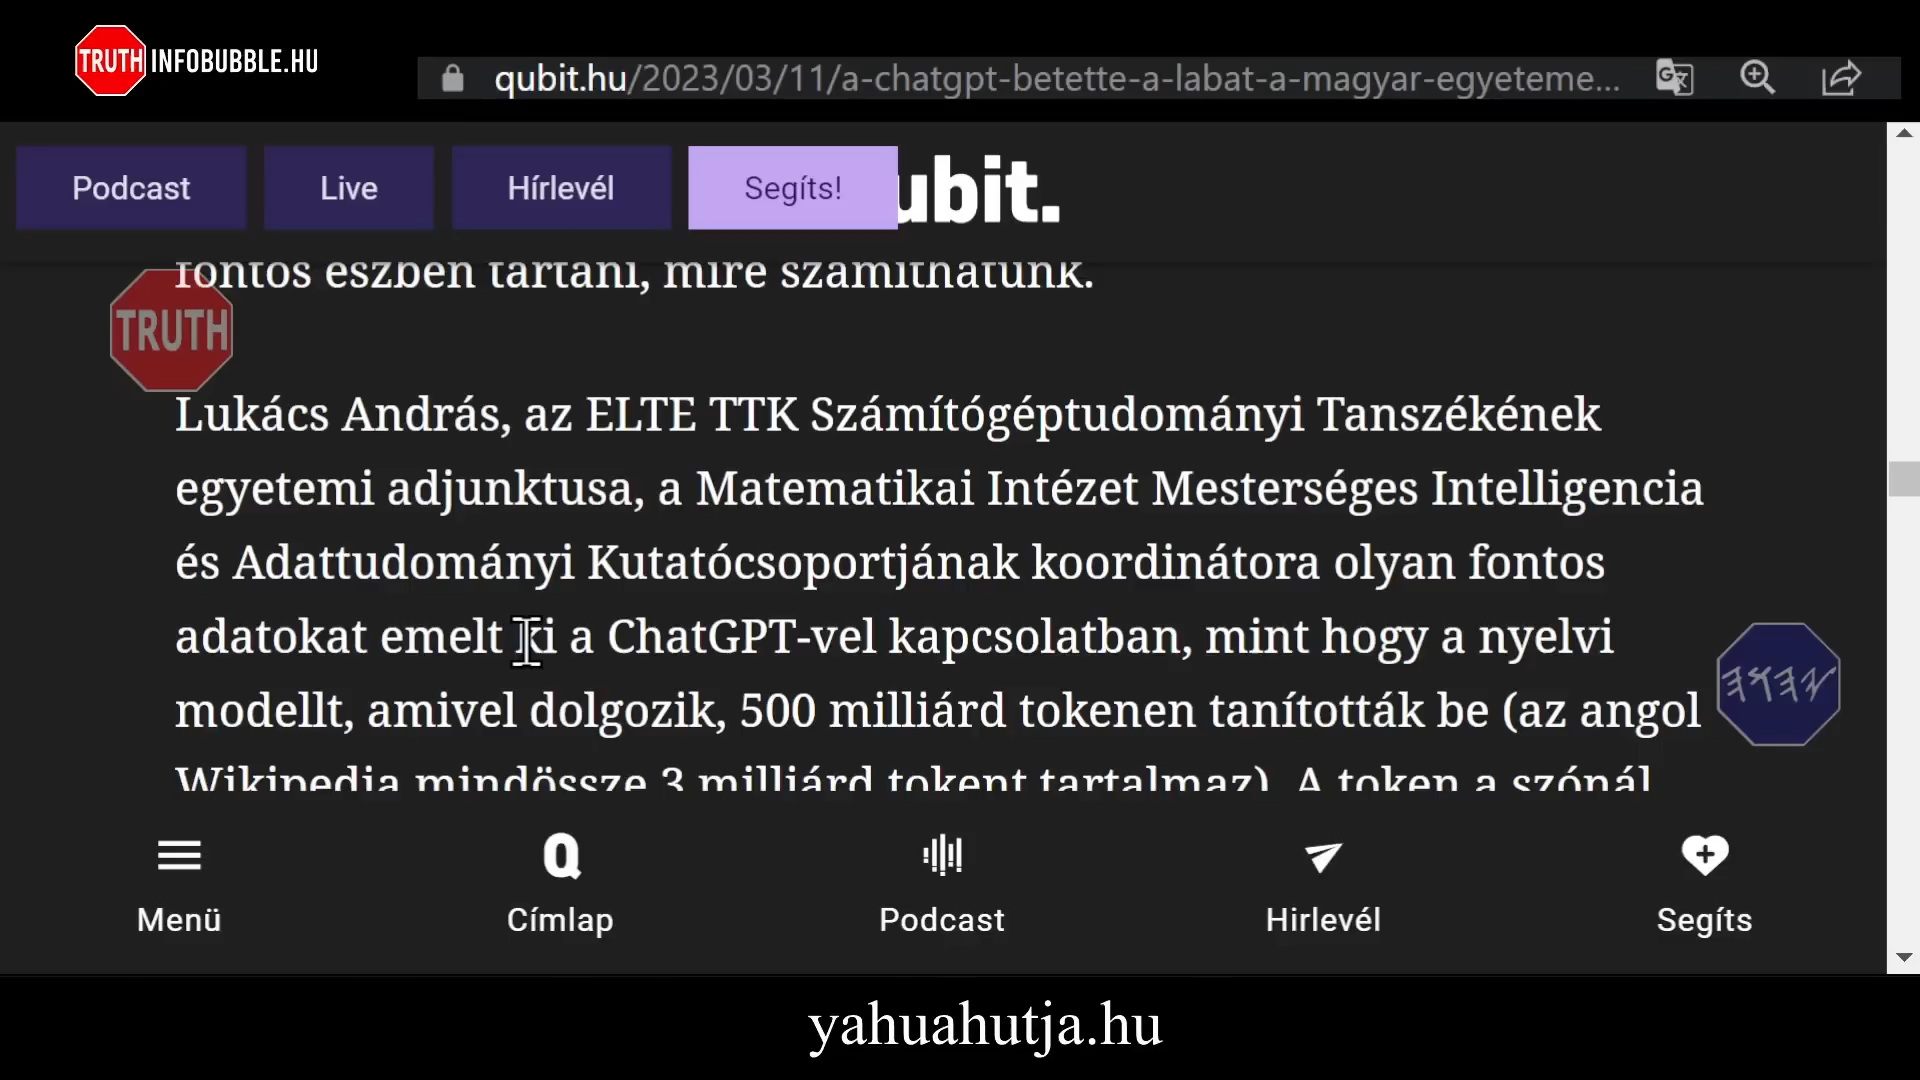 TRUTH INFOBUBBLE.HU
qubit.hu/2023/03/11/a-chatgpt-betette-a-labat-a-magyar-egyeteme...
Podcast
Live
Hírlevél
Segíts!
ubit.
fontos észben tartani, mire számíthatunk.
TRUTH
Lukács András, az ELTE TTK Számítógéptudományi Tanszékének
egyetemi adjunktusa, a Matematikai Intézet Mesterséges Intelligencia
és Adattudományi Kutatócsoportjának koordinátora olyan fontos
adatokat emelt ki a ChatGPT-vel kapcsolatban, mint hogy a nyelvi
modellt, amivel dolgozik, 500 milliárd tokenen tanították be (az angol
Wikipedia mindössze 3 milliárd tokent tartalmaz). A token a szónál
𐤉𐤄𐤅𐤄
Menü
Címlap
Podcast
Hirlevél
Segíts
yahuahutja.hu